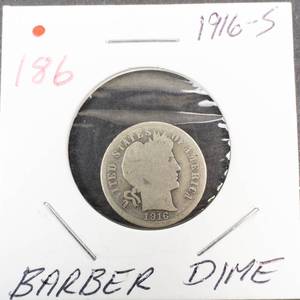 1916-S
186
UNITED STATES OF AMERICA
1916
BARBER DIME